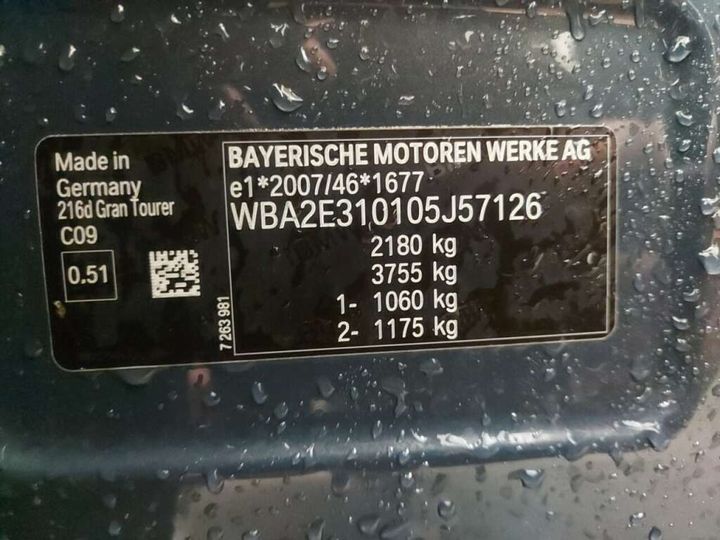 Made in
Germany
216d Gran Tourer
C09
0.51
7 263 981
BAYERISCHE MOTOREN WERKE AG
e1*2007/46*1677
WBA2E310105J57126
2180 kg
3755 kg
1- 1060 kg
2- 1175 kg